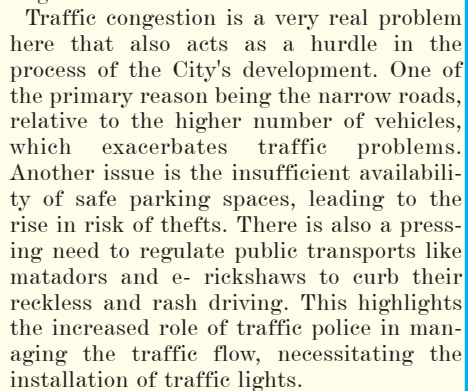 Traffic congestion is a very real problem
here that also acts as a hurdle in the
process of the City's development. One of
the primary reason being the narrow roads,
relative to the higher number of vehicles,
which exacerbates traffic problems.
Another issue is the insufficient availabili-
ty of safe parking spaces, leading to the
rise in risk of thefts. There is also a press-
ing need to regulate public transports like
matadors and e- rickshaws to curb their
reckless and rash driving. This highlights
the increased role of traffic police in man-
aging the traffic flow, necessitating the
installation of traffic lights.